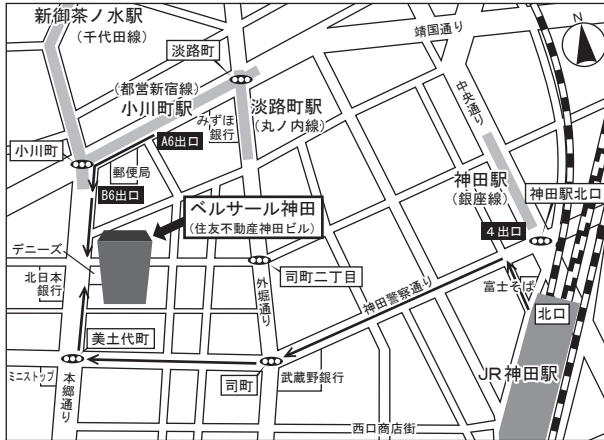 新御茶ノ水駅
(千代田線)
淡路町
靖国通り
N
(都営新宿線)
小川町駅
淡路町駅
(丸ノ内線)
中央通り
みずほ
銀行
A6出口
小川町
郵便局
B6出口
神田駅
(銀座線)
神田駅北口
ベルサール神田
(住友不動産神田ビル)
4出口
デニーズ
北日本
銀行
外堀通り
司町二丁目
神田警察通り
富士そば
北口
美土代町
ミニストップ
本郷通り
司町
武蔵野銀行
JR神田駅
西口商店街